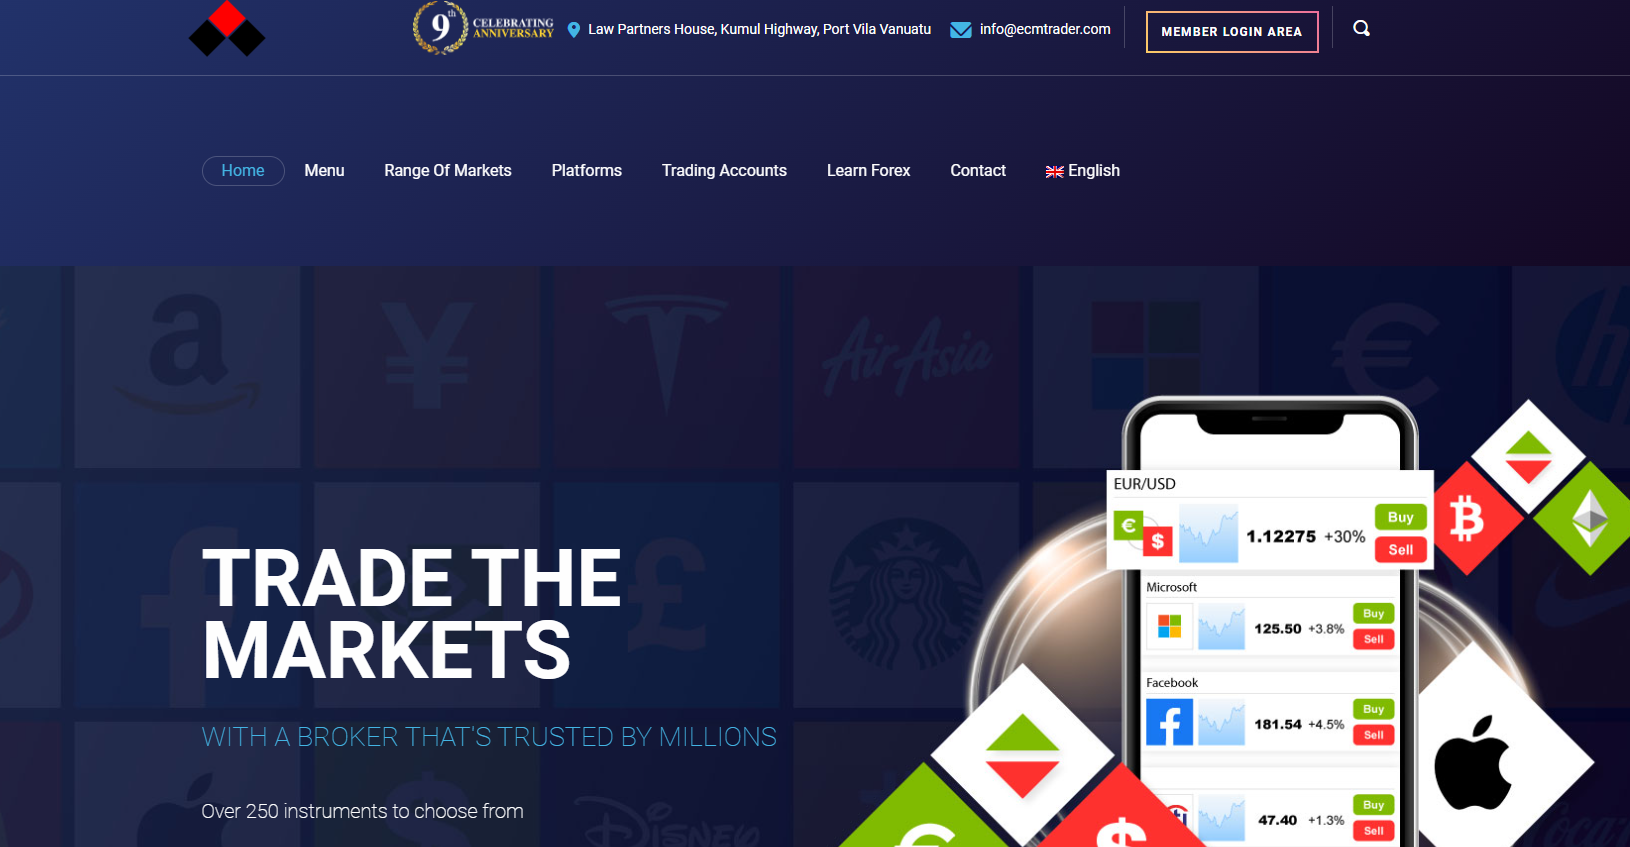 9th CELEBRATING
ANNIVERSARY
Law Partners House, Kumul Highway, Port Vila Vanuatu
info@ecmtrader.com
MEMBER LOGIN AREA
Home Menu Range Of Markets Platforms Trading Accounts Learn Forex Contact English
a
¥
AirAsia
€
hp
EUR/USD
€ $ 1.12275 +30% Buy
Sell
Microsoft
125.50 +3.8% Buy
Sell
Facebook
f 181.54 +4.5% Buy
Sell
47.40 +1.3% Buy
Sell
TRADE THE
MARKETS
f
£
WITH A BROKER THAT'S TRUSTED BY MILLIONS
Over 250 instruments to choose from
$
DISNEY
€
$